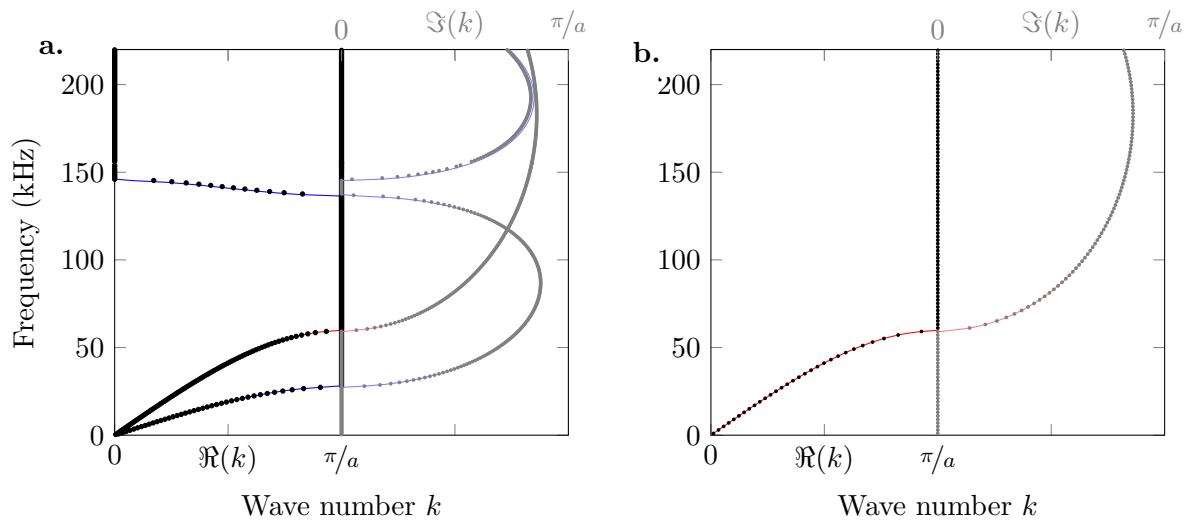 a.
0 ℑ(k) π/a
200
150
100
50
0
Frequency (kHz)
0 ℜ(k) π/a
Wave number k
b.
0 ℑ(k) π/a
200
150
100
50
0
0 ℜ(k) π/a
Wave number k